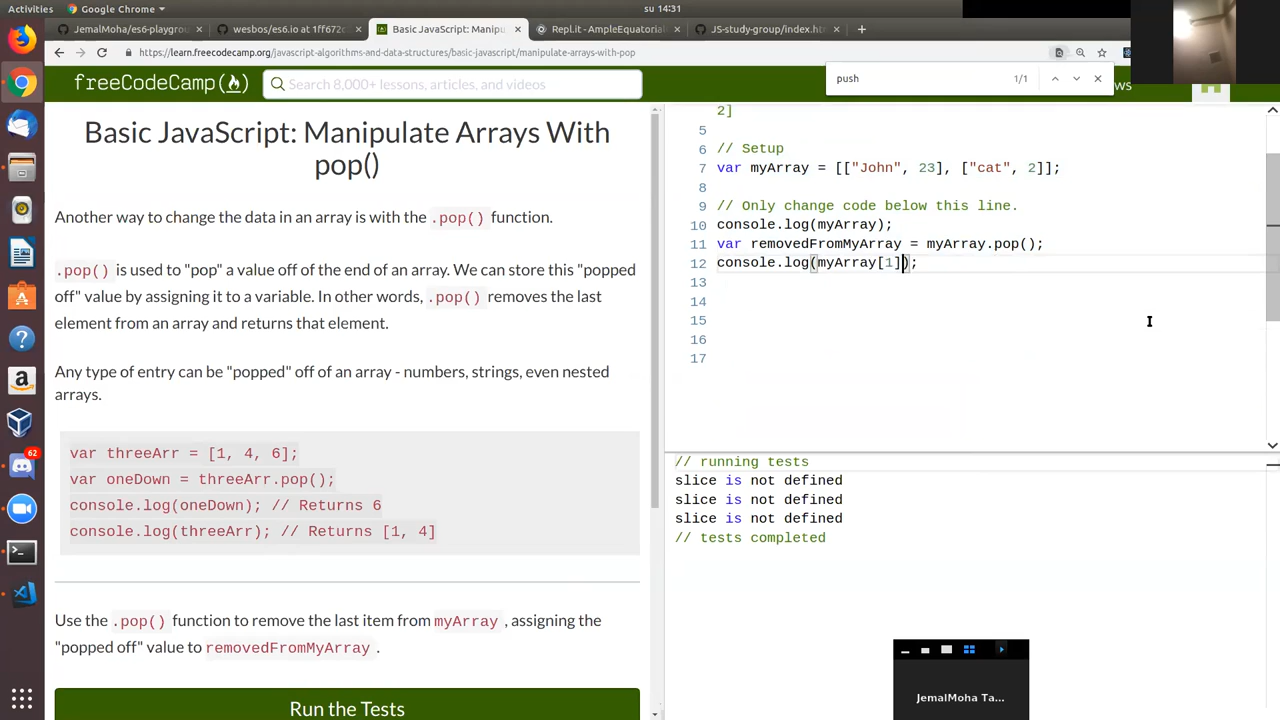 Activities
Google Chrome
su 14:31
JemalMoha/es6-playgrou
wesbos/es6.io at 1ff672c
Basic JavaScript: Manipu
Repl.it - AmpleEquatorial
JS-study-group/index.ht
https://learn.freecodecamp.org/javascript-algorithms-and-data-structures/basic-javascript/manipulate-arrays-with-pop
freeCodeCamp
Search 8,000+ lessons, articles, and videos
push
1/1
ws
Basic JavaScript: Manipulate Arrays With
pop()
Another way to change the data in an array is with the .pop() function.
.pop() is used to "pop" a value off of the end of an array. We can store this "popped
off" value by assigning it to a variable. In other words, .pop() removes the last
element from an array and returns that element.
Any type of entry can be "popped" off of an array - numbers, strings, even nested
arrays.
var threeArr = [1, 4, 6];
var oneDown = threeArr.pop();
console.log(oneDown); // Returns 6
console.log(threeArr); // Returns [1, 4]
Use the .pop() function to remove the last item from myArray , assigning the
"popped off" value to removedFromMyArray .
Run the Tests
2]
5
6 // Setup
7 var myArray = [["John", 23], ["cat", 2]];
8
9 // Only change code below this line.
10 console.log(myArray);
11 var removedFromMyArray = myArray.pop();
12 console.log(myArray[1]);
13
14
15
16
17
// running tests
slice is not defined
slice is not defined
slice is not defined
// tests completed
JemalMoha Ta...
62